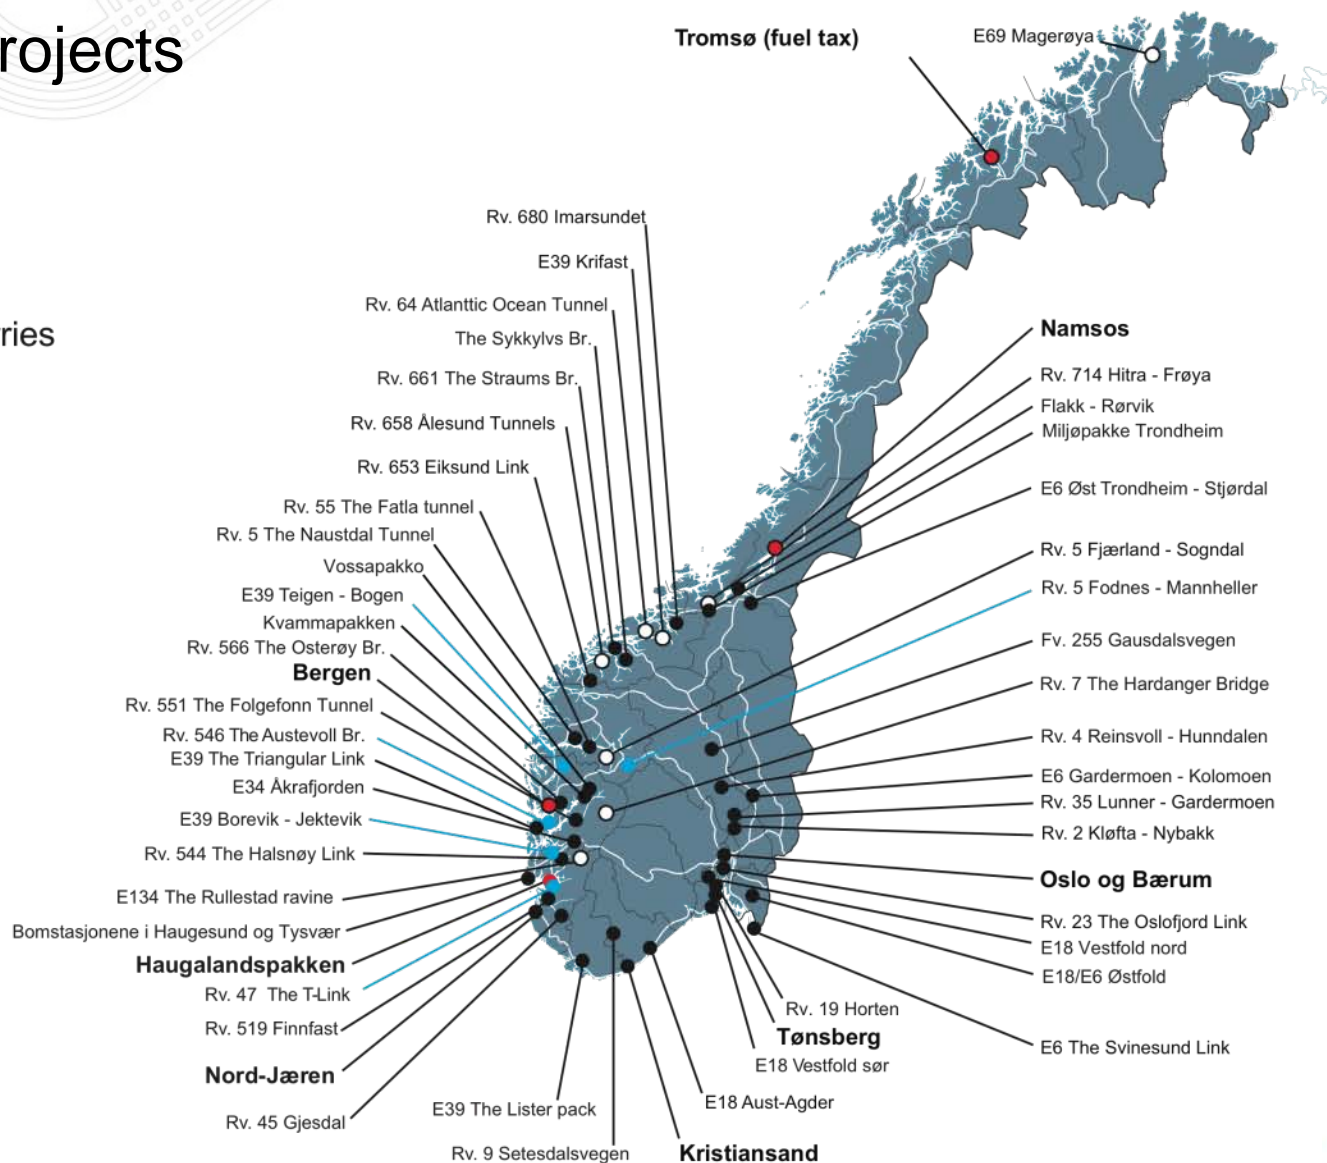 rojects
ries
Tromsø (fuel tax)
E69 Magerøya
Rv. 680 Imarsundet
E39 Krifast
Rv. 64 Atlanttic Ocean Tunnel
The Sykkylvs Br.
Rv. 661 The Straums Br.
Rv. 658 Ålesund Tunnels
Rv. 653 Eiksund Link
Rv. 55 The Fatla tunnel
Rv. 5 The Naustdal Tunnel
Vossapakko
E39 Teigen - Bogen
Kvammapakken
Rv. 566 The Osterøy Br.
Bergen
Rv. 551 The Folgefonn Tunnel
Rv. 546 The Austevoll Br.
E39 The Triangular Link
E34 Åkrafjorden
E39 Borevik - Jektevik
Rv. 544 The Halsnøy Link
E134 The Rullestad ravine
Bomstasjonene i Haugesund og Tysvær
Haugalandspakken
Rv. 47 The T-Link
Rv. 519 Finnfast
Nord-Jæren
Rv. 45 Gjesdal
E39 The Lister pack
Rv. 9 Setesdalsvegen
Kristiansand
E18 Aust-Agder
E18 Vestfold sør
Tønsberg
Rv. 19 Horten
Namsos
Rv. 714 Hitra - Frøya
Flakk - Rørvik
Miljøpakke Trondheim
E6 Øst Trondheim - Stjørdal
Rv. 5 Fjærland - Sogndal
Rv. 5 Fodnes - Mannheller
Fv. 255 Gausdalsvegen
Rv. 7 The Hardanger Bridge
Rv. 4 Reinsvoll - Hunndalen
E6 Gardermoen - Kolomoen
Rv. 35 Lunner - Gardermoen
Rv. 2 Kløfta - Nybakk
Oslo og Bærum
Rv. 23 The Oslofjord Link
E18 Vestfold nord
E18/E6 Østfold
E6 The Svinesund Link